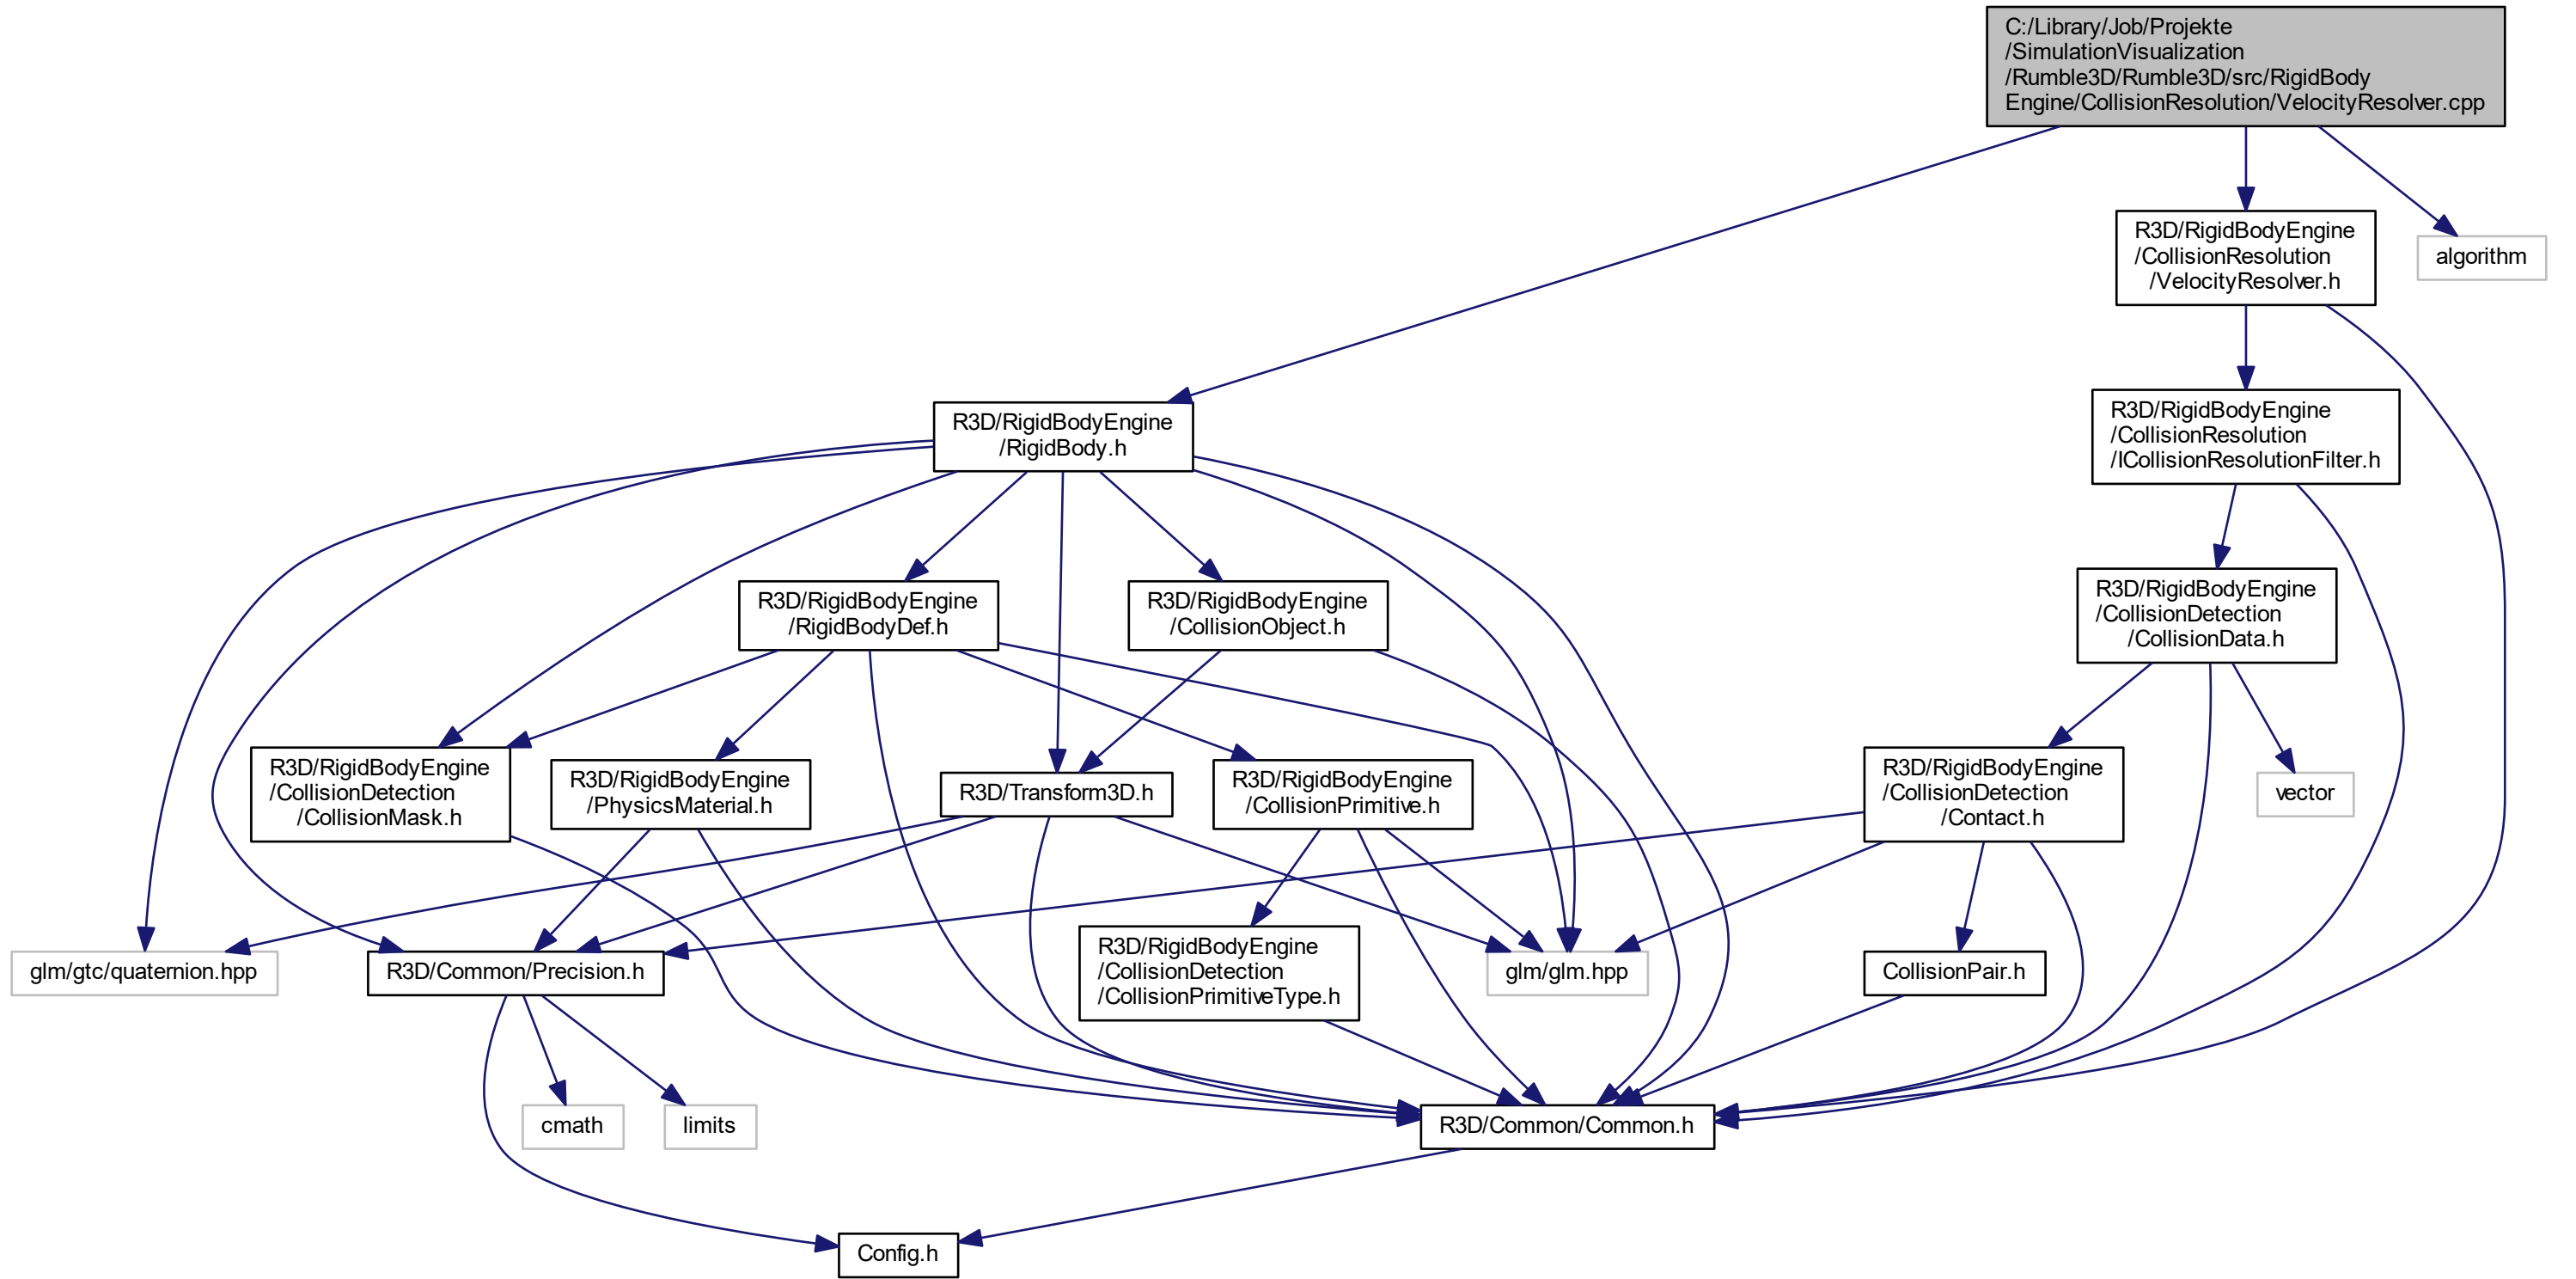 C:/Library/Job/Projekte
/SimulationVisualization
/Rumble3D/Rumble3D/src/RigidBody
Engine/CollisionResolution/VelocityResolver.cpp
R3D/RigidBodyEngine
/CollisionResolution
/VelocityResolver.h
algorithm
R3D/RigidBodyEngine
/RigidBody.h
R3D/RigidBodyEngine
/CollisionResolution
/ICollisionResolutionFilter.h
R3D/RigidBodyEngine
/RigidBodyDef.h
R3D/RigidBodyEngine
/CollisionObject.h
R3D/RigidBodyEngine
/CollisionDetection
/CollisionData.h
R3D/RigidBodyEngine
/CollisionDetection
/CollisionMask.h
R3D/RigidBodyEngine
/PhysicsMaterial.h
R3D/Transform3D.h
R3D/RigidBodyEngine
/CollisionPrimitive.h
R3D/RigidBodyEngine
/CollisionDetection
/Contact.h
vector
glm/gtc/quaternion.hpp
R3D/Common/Precision.h
R3D/RigidBodyEngine
/CollisionDetection
/CollisionPrimitiveType.h
glm/glm.hpp
CollisionPair.h
cmath
limits
R3D/Common/Common.h
Config.h